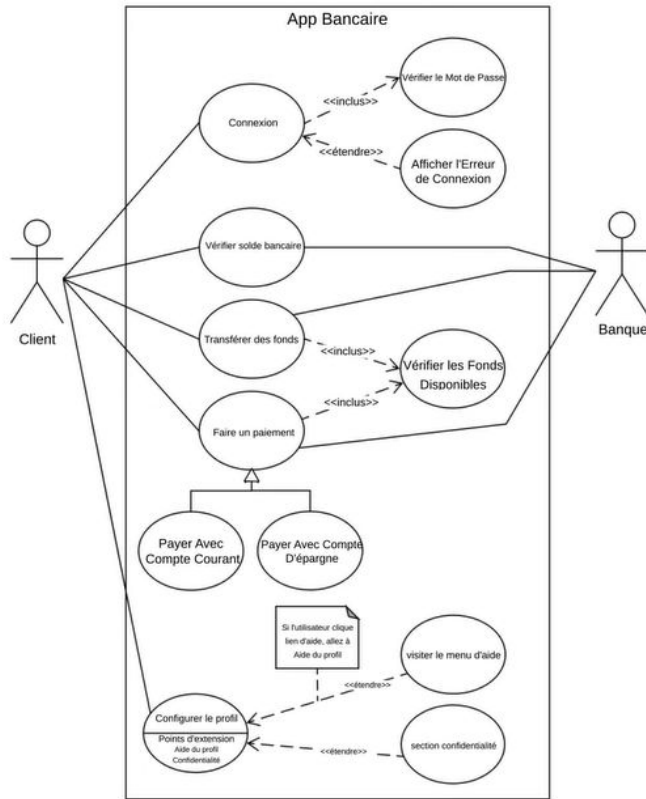 App Bancaire
Vérifier le Mot de Passe
<<inclus>>
Connexion
<<étendre>>
Afficher l'Erreur
de Connexion
Client
Vérifier solde bancaire
Banque
Transférer des fonds
<<inclus>>
Vérifier les Fonds
Disponibles
<<inclus>>
Faire un paiement
Payer Avec
Compte Courant
Payer Avec Compte
D'épargne
Si l'utilisateur clique
lien d'aide, allez à
Aide du profil
visiter le menu d'aide
<<étendre>>
Configurer le profil
Points d'extension
Aide du profil
Confidentialité
<<étendre>>
section confidentialité